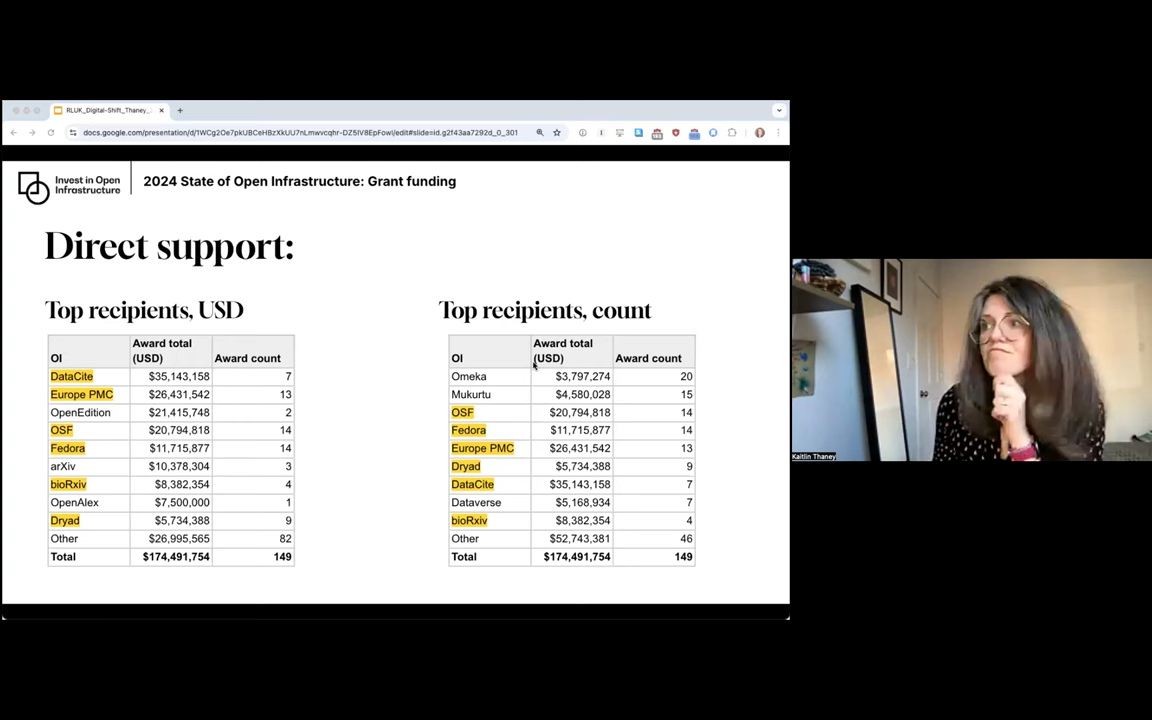 RLUK_Digital-Shift_Thaney_
docs.google.com/presentation/d/1WCg2Oe7pkUBCeHBzXkUU7nLmwvcqhr-DZ5IV8EpFowI/edit#slide=id.g2f43aa7292d_0_301
Invest in Open
Infrastructure
2024 State of Open Infrastructure: Grant funding
Direct support:
Top recipients, USD
OI Award total (USD) Award count
DataCite $35,143,158 7
Europe PMC $26,431,542 13
OpenEdition $21,415,748 2
OSF $20,794,818 14
Fedora $11,715,877 14
arXiv $10,378,304 3
bioRxiv $8,382,354 4
OpenAlex $7,500,000 1
Dryad $5,734,388 9
Other $26,995,565 82
Total $174,491,754 149
Top recipients, count
OI Award total (USD) Award count
Omeka $3,797,274 20
Mukurtu $4,580,028 15
OSF $20,794,818 14
Fedora $11,715,877 14
Europe PMC $26,431,542 13
Dryad $5,734,388 9
DataCite $35,143,158 7
Dataverse $5,168,934 7
bioRxiv $8,382,354 4
Other $52,743,381 46
Total $174,491,754 149
Kaitlin Thaney